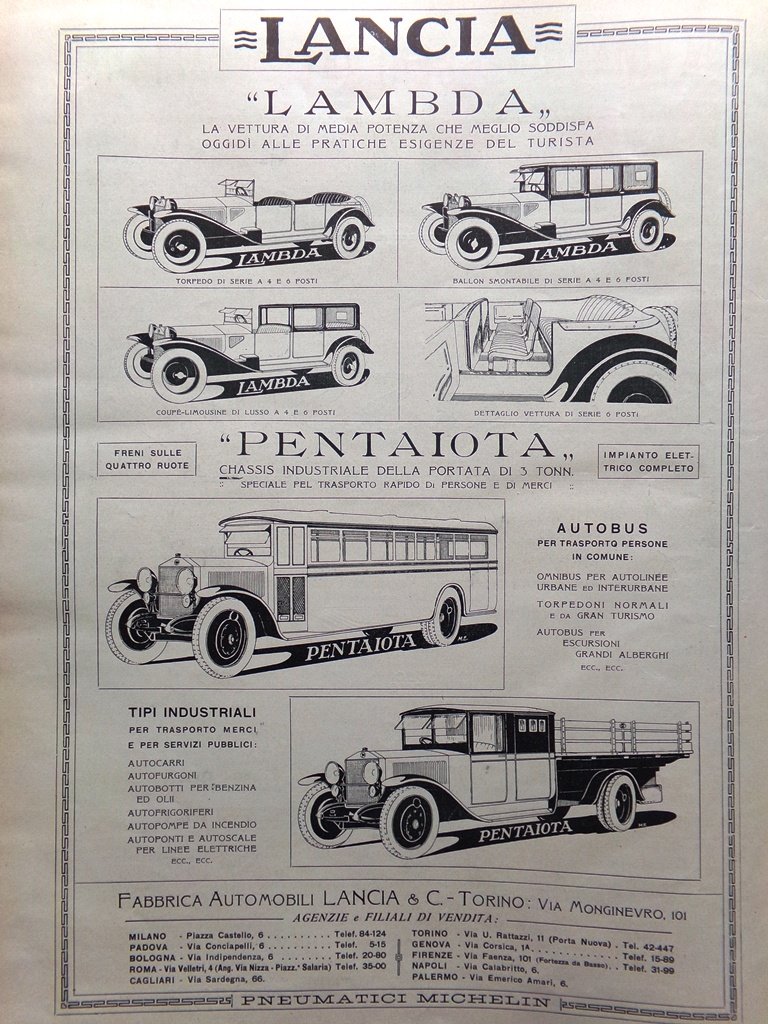 LANCIA
“LAMBDA„
LA VETTURA DI MEDIA POTENZA CHE MEGLIO SODDISFA
OGGIDÌ ALLE PRATICHE ESIGENZE DEL TURISTA
LAMBDA
TORPEDO DI SERIE A 4 E 6 POSTI
LAMBDA
BALLON SMONTABILE DI SERIE A 4 E 6 POSTI
LAMBDA
COUPÈ-LIMOUSINE DI LUSSO A 4 E 6 POSTI
DETTAGLIO VETTURA DI SERIE 6 POSTI
FRENI SULLE
QUATTRO RUOTE
“PENTAIOTA„
CHASSIS INDUSTRIALE DELLA PORTATA DI 3 TONN.
:: SPECIALE PEL TRASPORTO RAPIDO DI PERSONE E DI MERCI ::
IMPIANTO ELET-
TRICO COMPLETO
PENTAIOTA
AUTOBUS
PER TRASPORTO PERSONE
IN COMUNE:
OMNIBUS PER AUTOLINEE
URBANE ED INTERURBANE
TORPEDONI NORMALI
E DA GRAN TURISMO
AUTOBUS PER
ESCURSIONI
GRANDI ALBERGHI
ECC., ECC.
TIPI INDUSTRIALI
PER TRASPORTO MERCI
E PER SERVIZI PUBBLICI:
AUTOCARRI
AUTOFURGONI
AUTOBOTTI PER BENZINA
ED OLII
AUTOFRIGORIFERI
AUTOPOMPE DA INCENDIO
AUTOPONTI E AUTOSCALE
PER LINEE ELETTRICHE
ECC., ECC.
PENTAIOTA
FABBRICA AUTOMOBILI LANCIA & C. - TORINO: VIA MONGINEVRO, 101
AGENZIE e FILIALI DI VENDITA:
MILANO - Piazza Castello, 6 .......... Telef. 84-124
PADOVA - Via Conciapelli, 6 .......... Telef. 5-15
BOLOGNA - Via Indipendenza, 6 ....... Telef. 20-80
ROMA - Via Velletri, 4 (Ang. Via Nizza - Piazz.ª Salaria) Telef. 35-00
CAGLIARI - Via Sardegna, 66.
TORINO - Via U. Rattazzi, 11 (Porta Nuova) . Tel. 42-447
GENOVA - Via Corsica, 1A ........... Telef. 15-89
FIRENZE - Via Faenza, 101 (Fortezza da Basso) .. Telef. 31-99
NAPOLI - Via Calabritto, 6.
PALERMO - Via Emerico Amari, 6.
PNEUMATICI MICHELIN